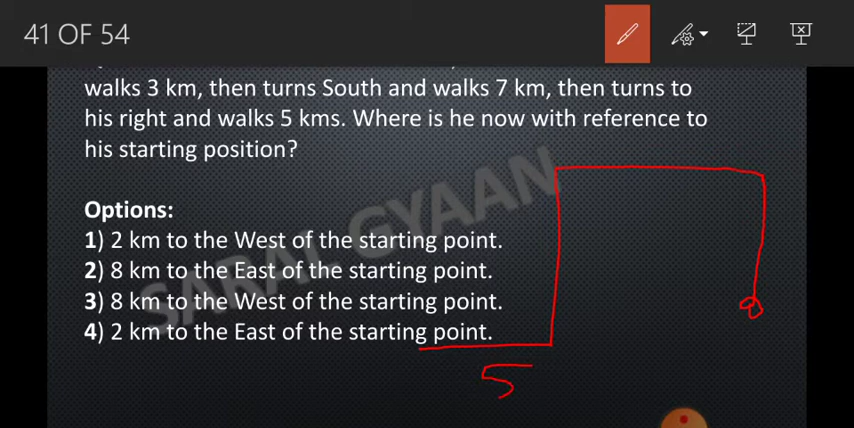 41 OF 54
walks 3 km, then turns South and walks 7 km, then turns to
his right and walks 5 kms. Where is he now with reference to
his starting position?
Options:
1) 2 km to the West of the starting point.
2) 8 km to the East of the starting point.
3) 8 km to the West of the starting point.
4) 2 km to the East of the starting point.
SARAL GYAAN
5